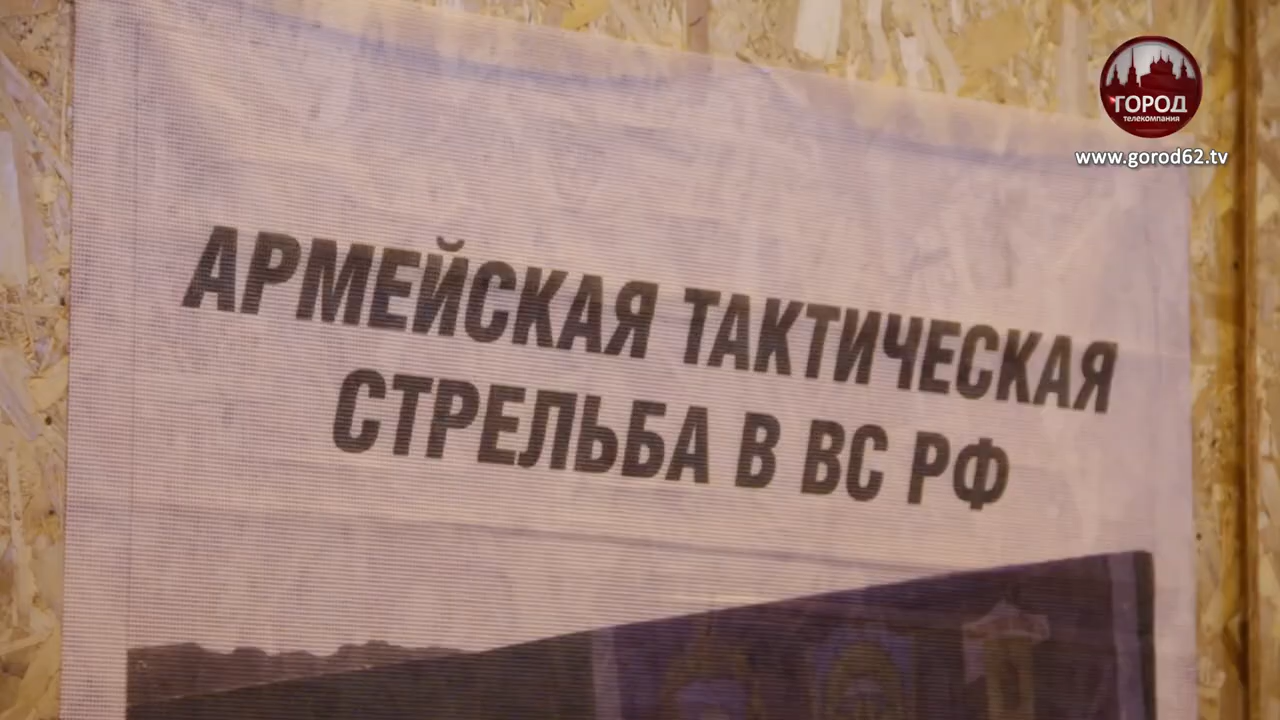 ГОРОД
телекомпания
www.gorod62.tv
АРМЕЙСКАЯ ТАКТИЧЕСКАЯ
СТРЕЛЬБА В ВС РФ